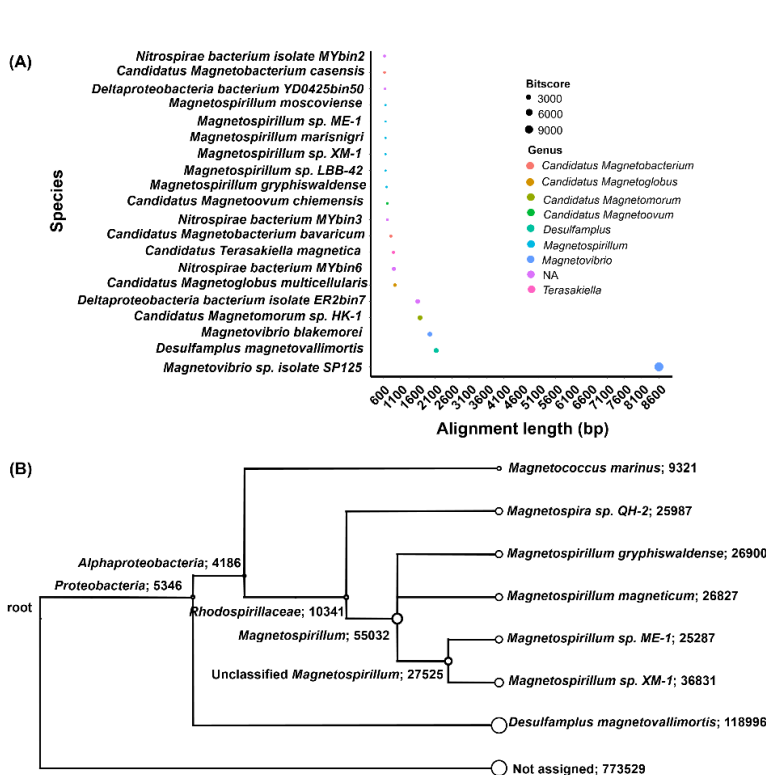 (A)
Species
Nitrospirae bacterium isolate MYbin2
Candidatus Magnetobacterium casensis
Deltaproteobacteria bacterium YD0425bin50
Magnetospirillum moscoviense
Magnetospirillum sp. ME-1
Magnetospirillum marisnigri
Magnetospirillum sp. XM-1
Magnetospirillum sp. LBB-42
Magnetospirillum gryphiswaldense
Candidatus Magnetoovum chiemensis
Nitrospirae bacterium MYbin3
Candidatus Magnetobacterium bavaricum
Candidatus Terasakiella magnetica
Nitrospirae bacterium MYbin6
Candidatus Magnetoglobus multicellularis
Deltaproteobacteria bacterium isolate ER2bin7
Candidatus Magnetomorum sp. HK-1
Magnetovibrio blakemorei
Desulfamplus magnetovallimortis
Magnetovibrio sp. isolate SP125
600 1100 1600 2100 2600 3100 3600 4100 4600 5100 5600 6100 6600 7100 7600 8100 8600
Alignment length (bp)
Bitscore
3000
6000
9000
Genus
Candidatus Magnetobacterium
Candidatus Magnetoglobus
Candidatus Magnetomorum
Candidatus Magnetoovum
Desulfamplus
Magnetospirillum
Magnetovibrio
NA
Terasakiella
(B)
Magnetococcus marinus; 9321
Magnetospira sp. QH-2; 25987
Magnetospirillum gryphiswaldense; 26900
Alphaproteobacteria; 4186
Proteobacteria; 5346
Magnetospirillum magneticum; 26827
root
Rhodospirillaceae; 10341
Magnetospirillum; 55032
Magnetospirillum sp. ME-1; 25287
Unclassified Magnetospirillum; 27525
Magnetospirillum sp. XM-1; 36831
Desulfamplus magnetovallimortis; 118996
Not assigned; 773529